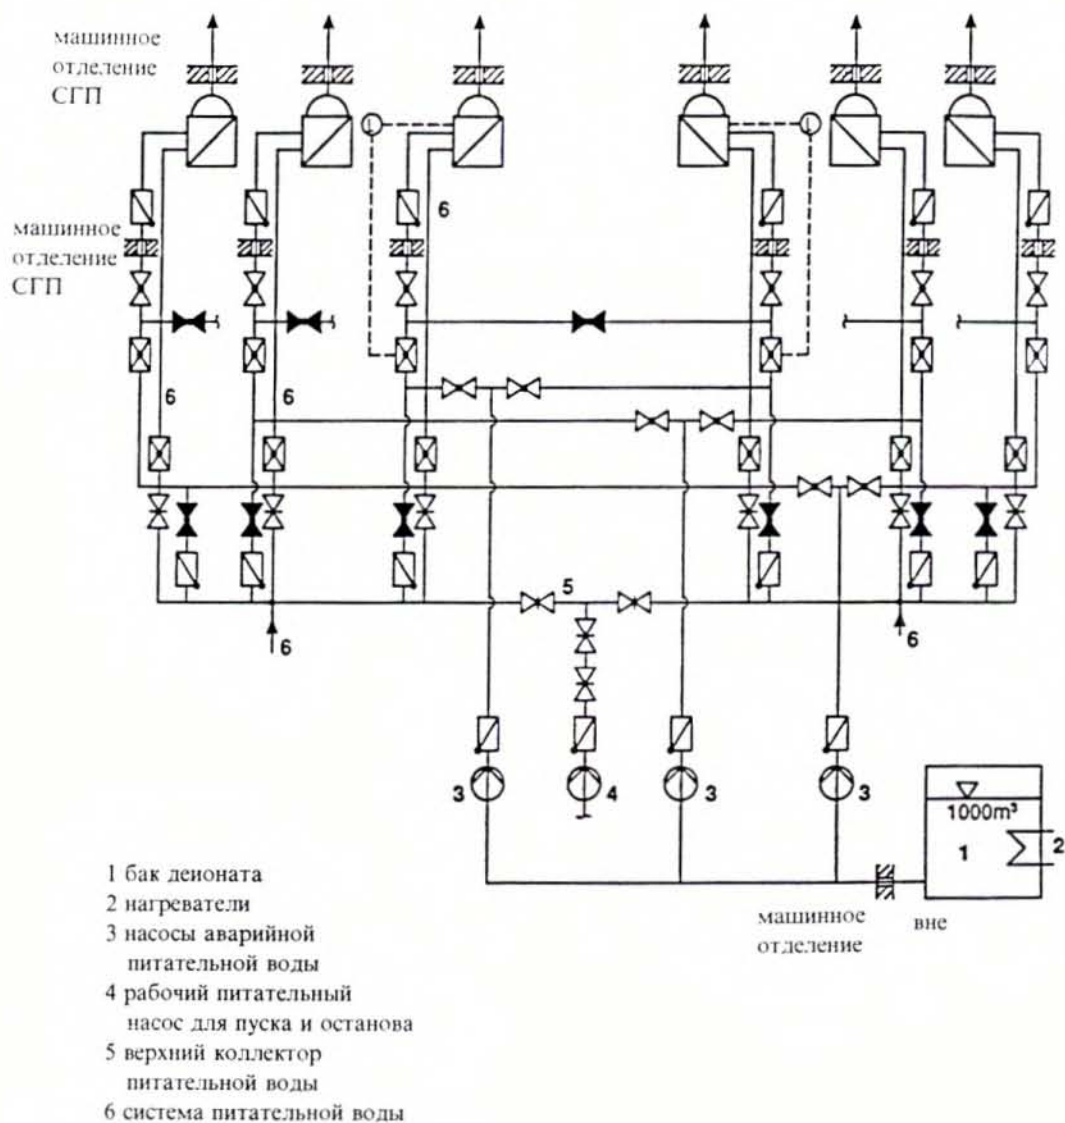 машинное
отделение
СГП
машинное
отделение
СГП
6
6
6
5
6
6
3
4
3
3
1000m³
1
2
машинное
отделение
вне
1 бак деионата
2 нагреватели
3 насосы аварийной
питательной воды
4 рабочий питательный
насос для пуска и останова
5 верхний коллектор
питательной воды
6 система питательной воды